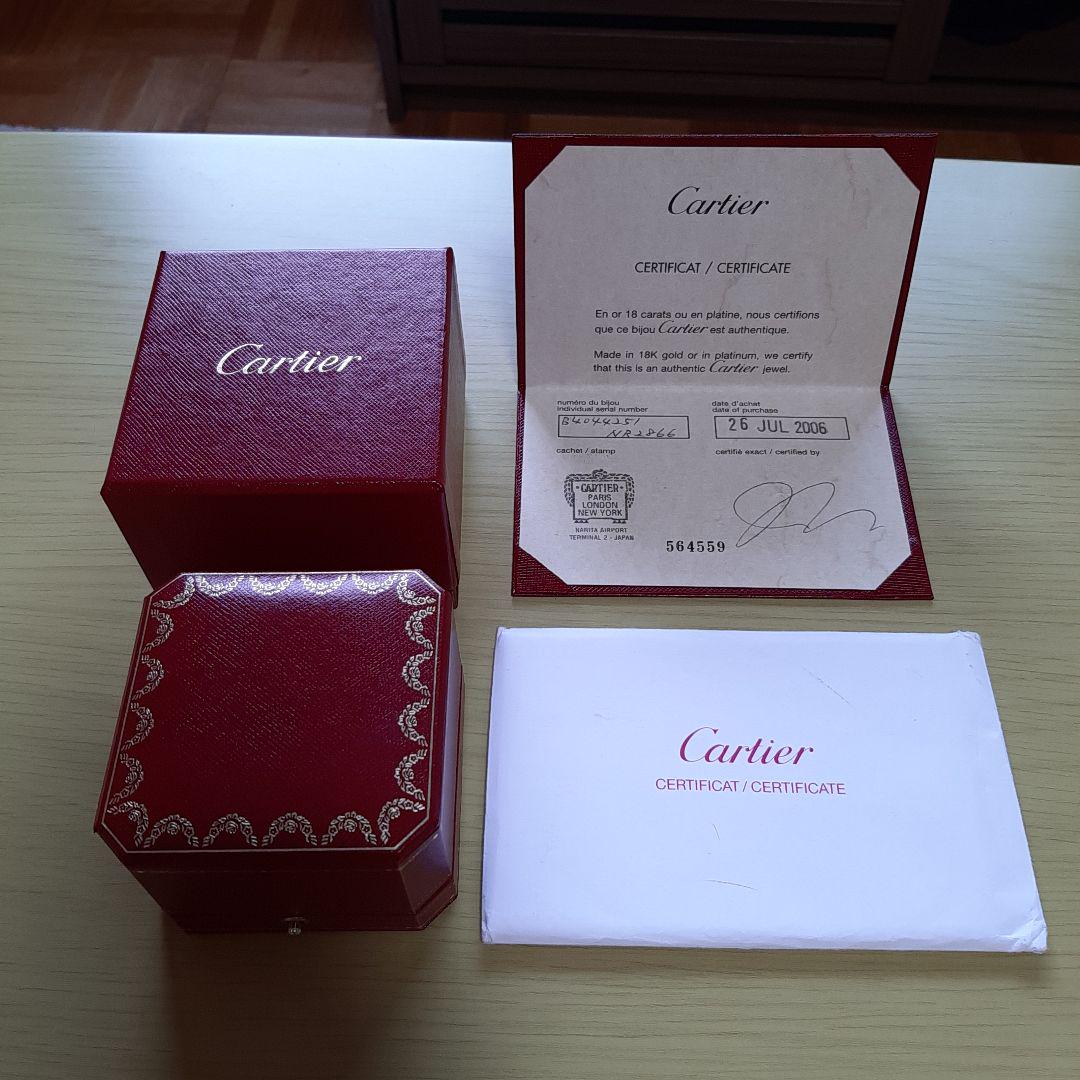 Cartier
Cartier
CERTIFICAT / CERTIFICATE
En or 18 carats ou en platine, nous certifions
que ce bijou Cartier est authentique.
Made in 18K gold or in platinum, we certify
that this is an authentic Cartier jewel.
numéro du bijou
individual serial number
B4044251
NR2866
date d'achat
date of purchase
26 JUL 2006
cachet / stamp
certifié exact / certified by
CARTIER
PARIS
LONDON
NEW YORK
NARITA AIRPORT
TERMINAL 2 - JAPAN
564559
Cartier
CERTIFICAT / CERTIFICATE